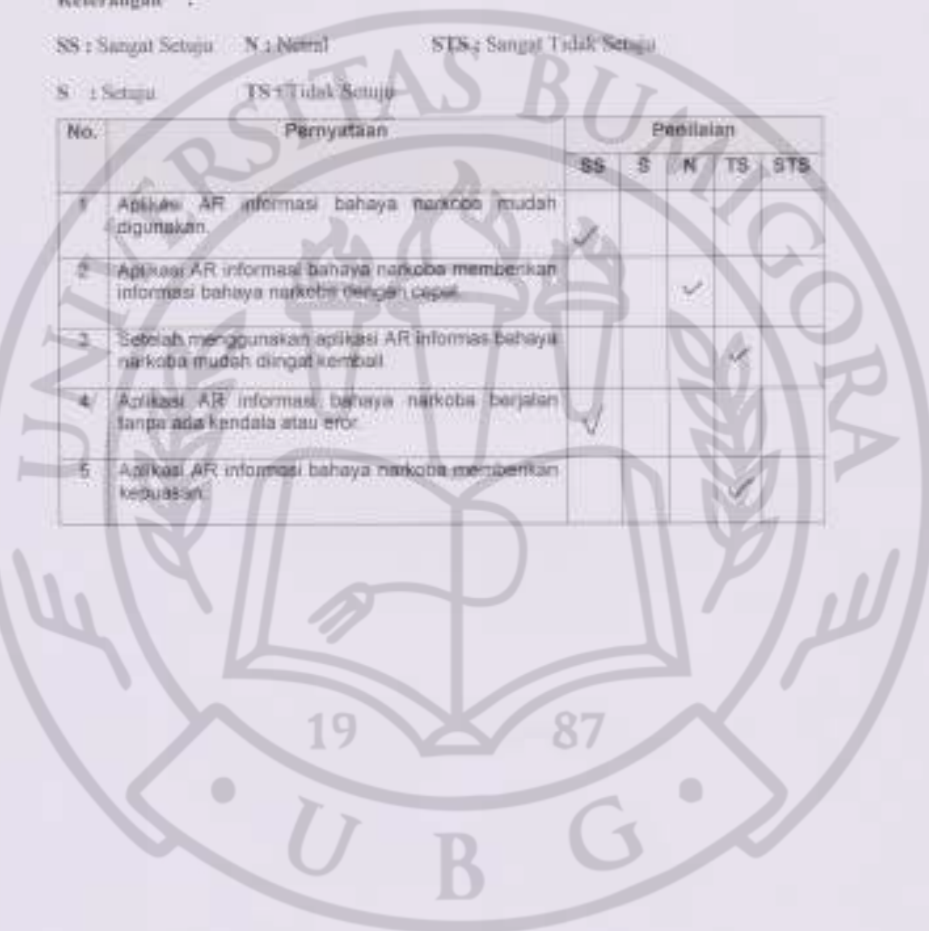 Keterangan :
SS : Sangat Setuju N : Netral STS : Sangat Tidak Setuju
S : Setuju TS : Tidak Setuju
No. Pernyataan Penilaian
SS S N TS STS
1 Aplikasi AR informasi bahaya narkoba mudah
digunakan. ✓
2 Aplikasi AR informasi bahaya narkoba memberikan
informasi bahaya narkoba dengan cepat. ✓
3 Setelah menggunakan aplikasi AR informas bahaya
narkoba mudah diingat kembali ✓
4 Aplikasi AR informasi bahaya narkoba berjalan
tanpa ada kendala atau eror. ✓
5 Aplikasi AR informasi bahaya narkoba memberikan
kepuasan. ✓
UNIVERSITAS BUMIGORA
19 87
U B G